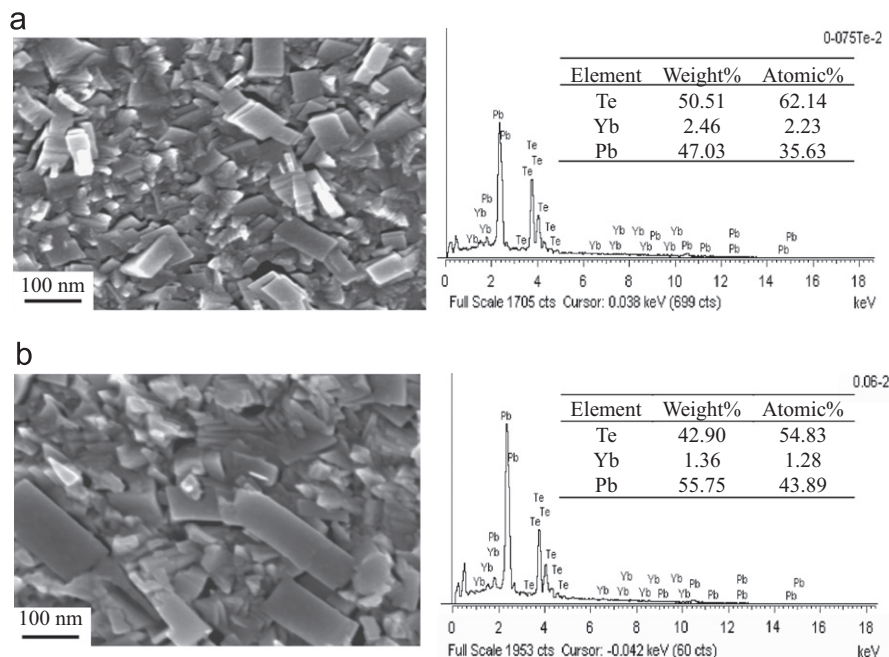 a
100 nm
0-075Te-2
Element Weight% Atomic%
Te 50.51 62.14
Yb 2.46 2.23
Pb 47.03 35.63
Pb
Pb
Te
Te
Te
Te
Te
Te
Te
Pb
Yb
Yb
Yb
Yb
Yb
Yb
Yb
Yb
Pb
Yb
Yb
Pb
Pb
Pb
Pb
Pb
Pb
0 2 4 6 8 10 12 14 16 18
Full Scale 1705 cts Cursor: 0.038 keV (699 cts)
keV
b
100 nm
0.06-2
Element Weight% Atomic%
Te 42.90 54.83
Yb 1.36 1.28
Pb 55.75 43.89
Pb
Pb
Te
Te
Te
Te
Te
Te
Pb
Yb
Yb
Yb
Yb
Yb
Yb
Yb
Yb
Yb
Pb
Yb
Pb
Pb
Pb
Pb
Pb
Pb
0 2 4 6 8 10 12 14 16 18
Full Scale 1953 cts Cursor: -0.042 keV (60 cts)
keV